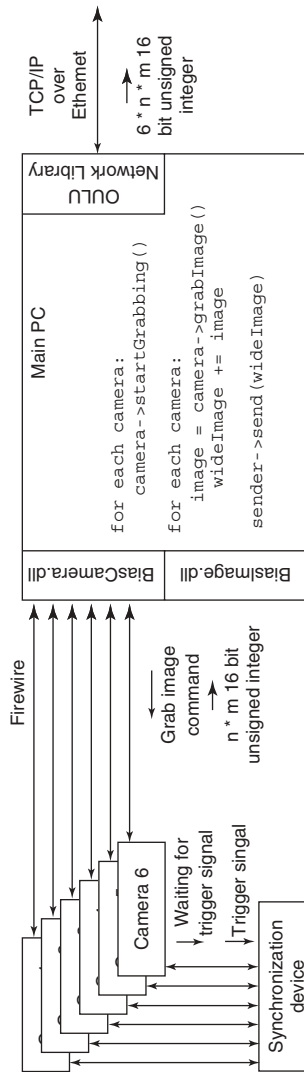 Firewire
Camera 6
Waiting for
trigger signal
Trigger singal
Synchronization
device
Grab image
command
n * m 16 bit
unsigned integer
BiasCamera.dll
BiasImage.dll
Main PC
for each camera:
camera->startGrabbing()
for each camera:
image = camera->grabImage()
wideImage += image
sender->send(wideImage)
OULU
Network Library
TCP/IP
over
Ethernet
6 * n * m 16
bit unsigned
integer